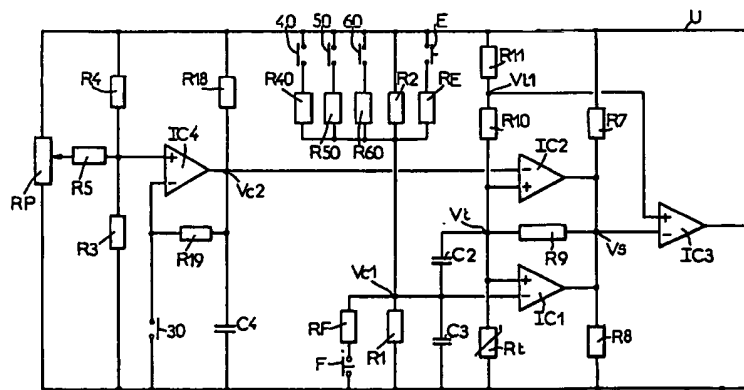 U
40
50
60
E
R4
R18
R40
R50
R60
R2
RE
R11
Vt1
R10
R7
IC4
IC2
RP
R5
Vc2
R3
R19
Vt
R9
Vs
IC3
C2
Vc1
IC1
30
C4
RF
F
R1
C3
Rt
R8